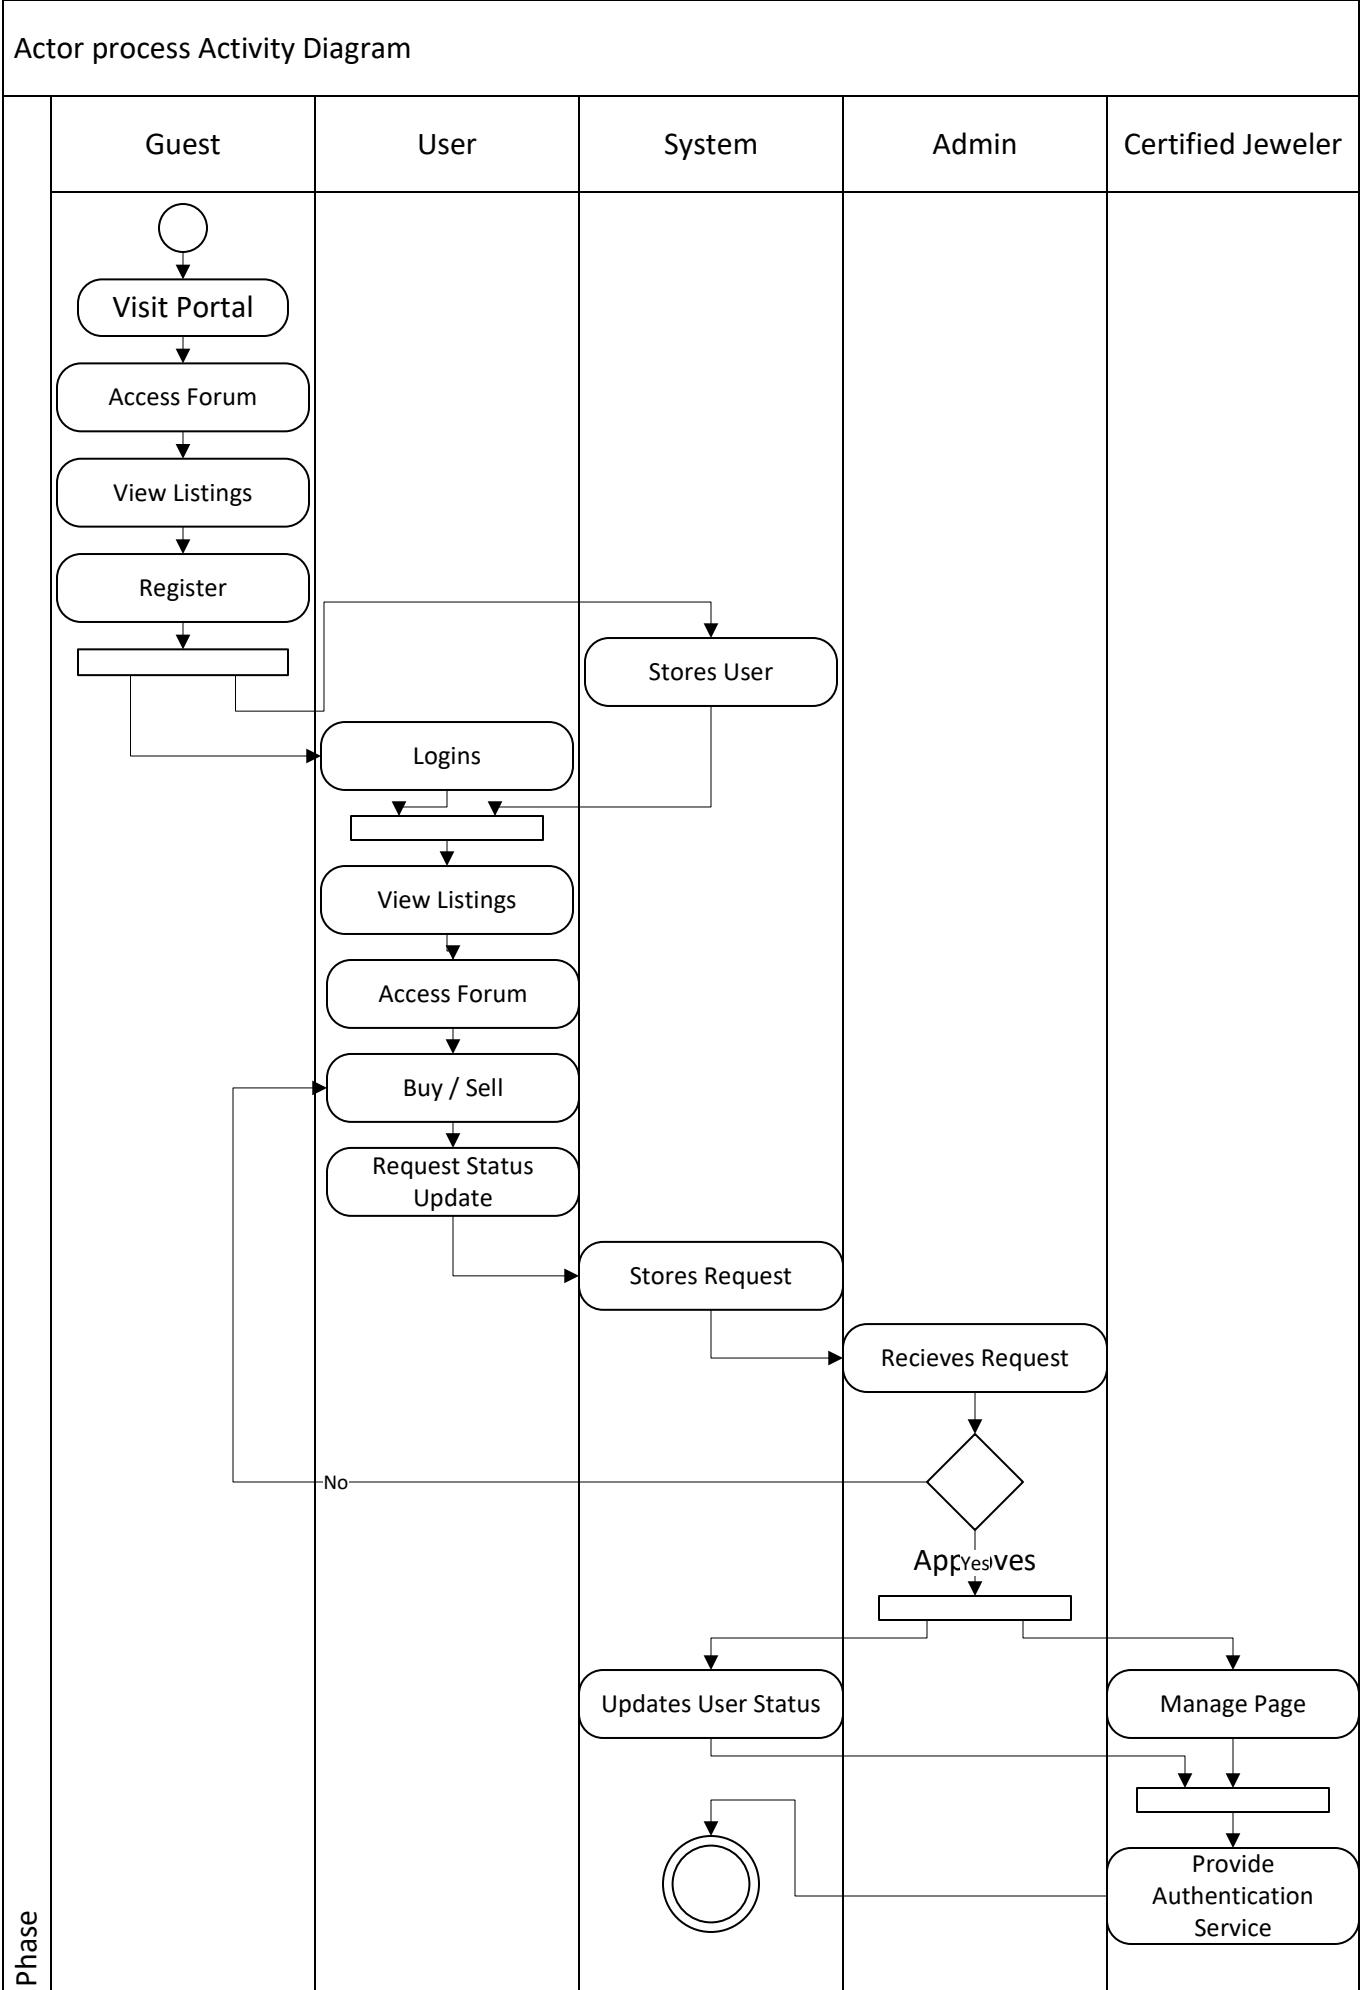 Actor process Activity Diagram
Guest
User
System
Admin
Certified Jeweler
Visit Portal
Access Forum
View Listings
Register
Stores User
Logins
View Listings
Access Forum
Buy / Sell
Request Status
Update
Stores Request
Recieves Request
No
Approves
Yes
Updates User Status
Manage Page
Provide
Authentication
Service
Phase